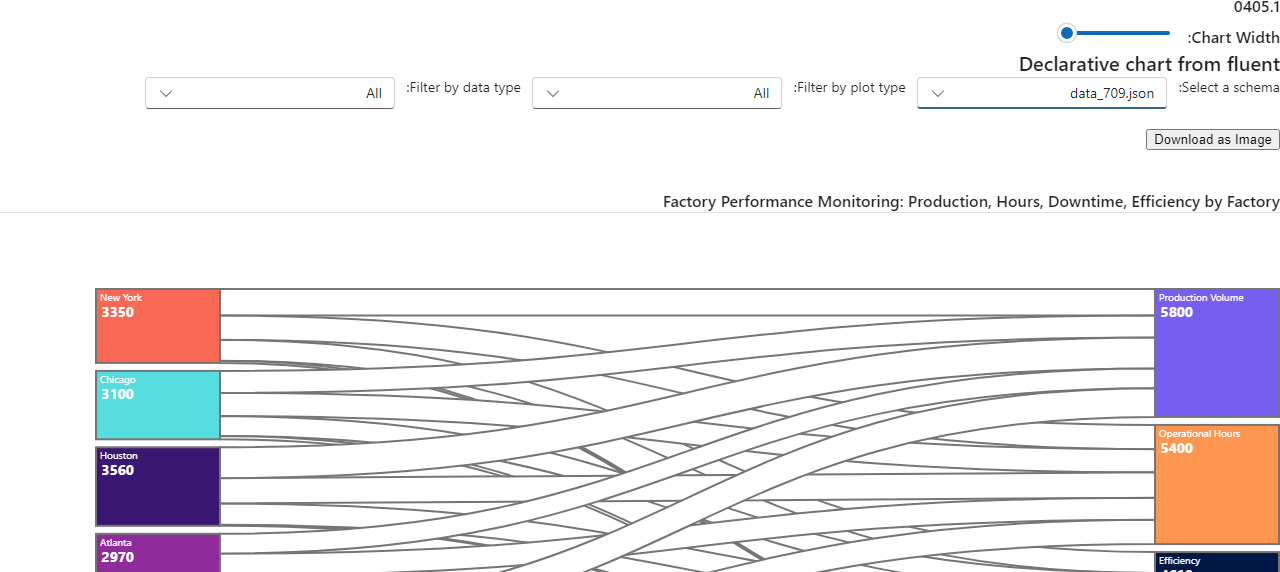 0405.1
:Chart Width
Declarative chart from fluent
:Select a schema
data_709.json
:Filter by plot type
All
:Filter by data type
All
Download as Image
Factory Performance Monitoring: Production, Hours, Downtime, Efficiency by Factory
New York
3350
Production Volume
5800
Chicago
3100
Operational Hours
5400
Houston
3560
Atlanta
2970
Efficiency